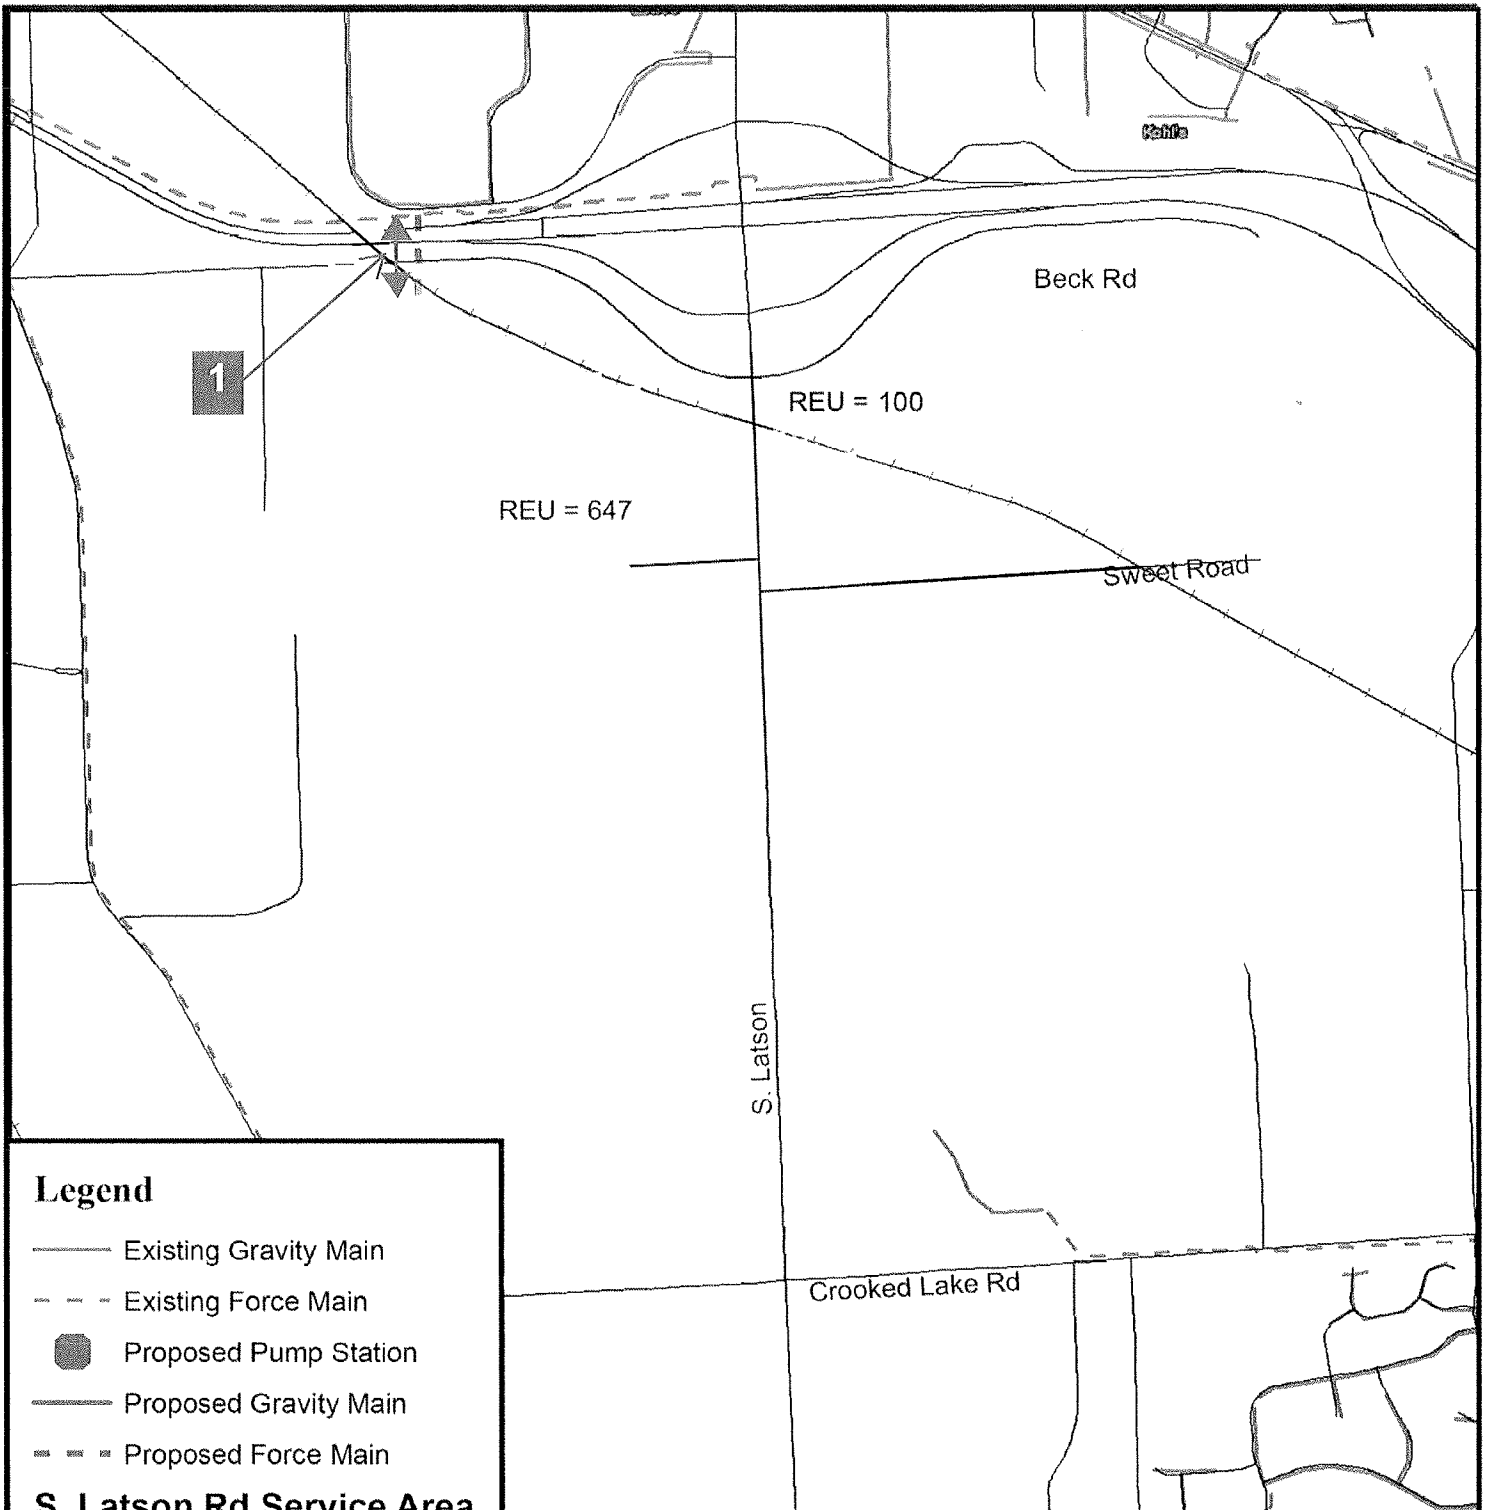 Kohl's
Beck Rd
1
REU = 100
REU = 647
Sweet Road
S. Latson
Crooked Lake Rd
Legend
Existing Gravity Main
Existing Force Main
Proposed Pump Station
Proposed Gravity Main
Proposed Force Main
S. Latson Rd Service Area